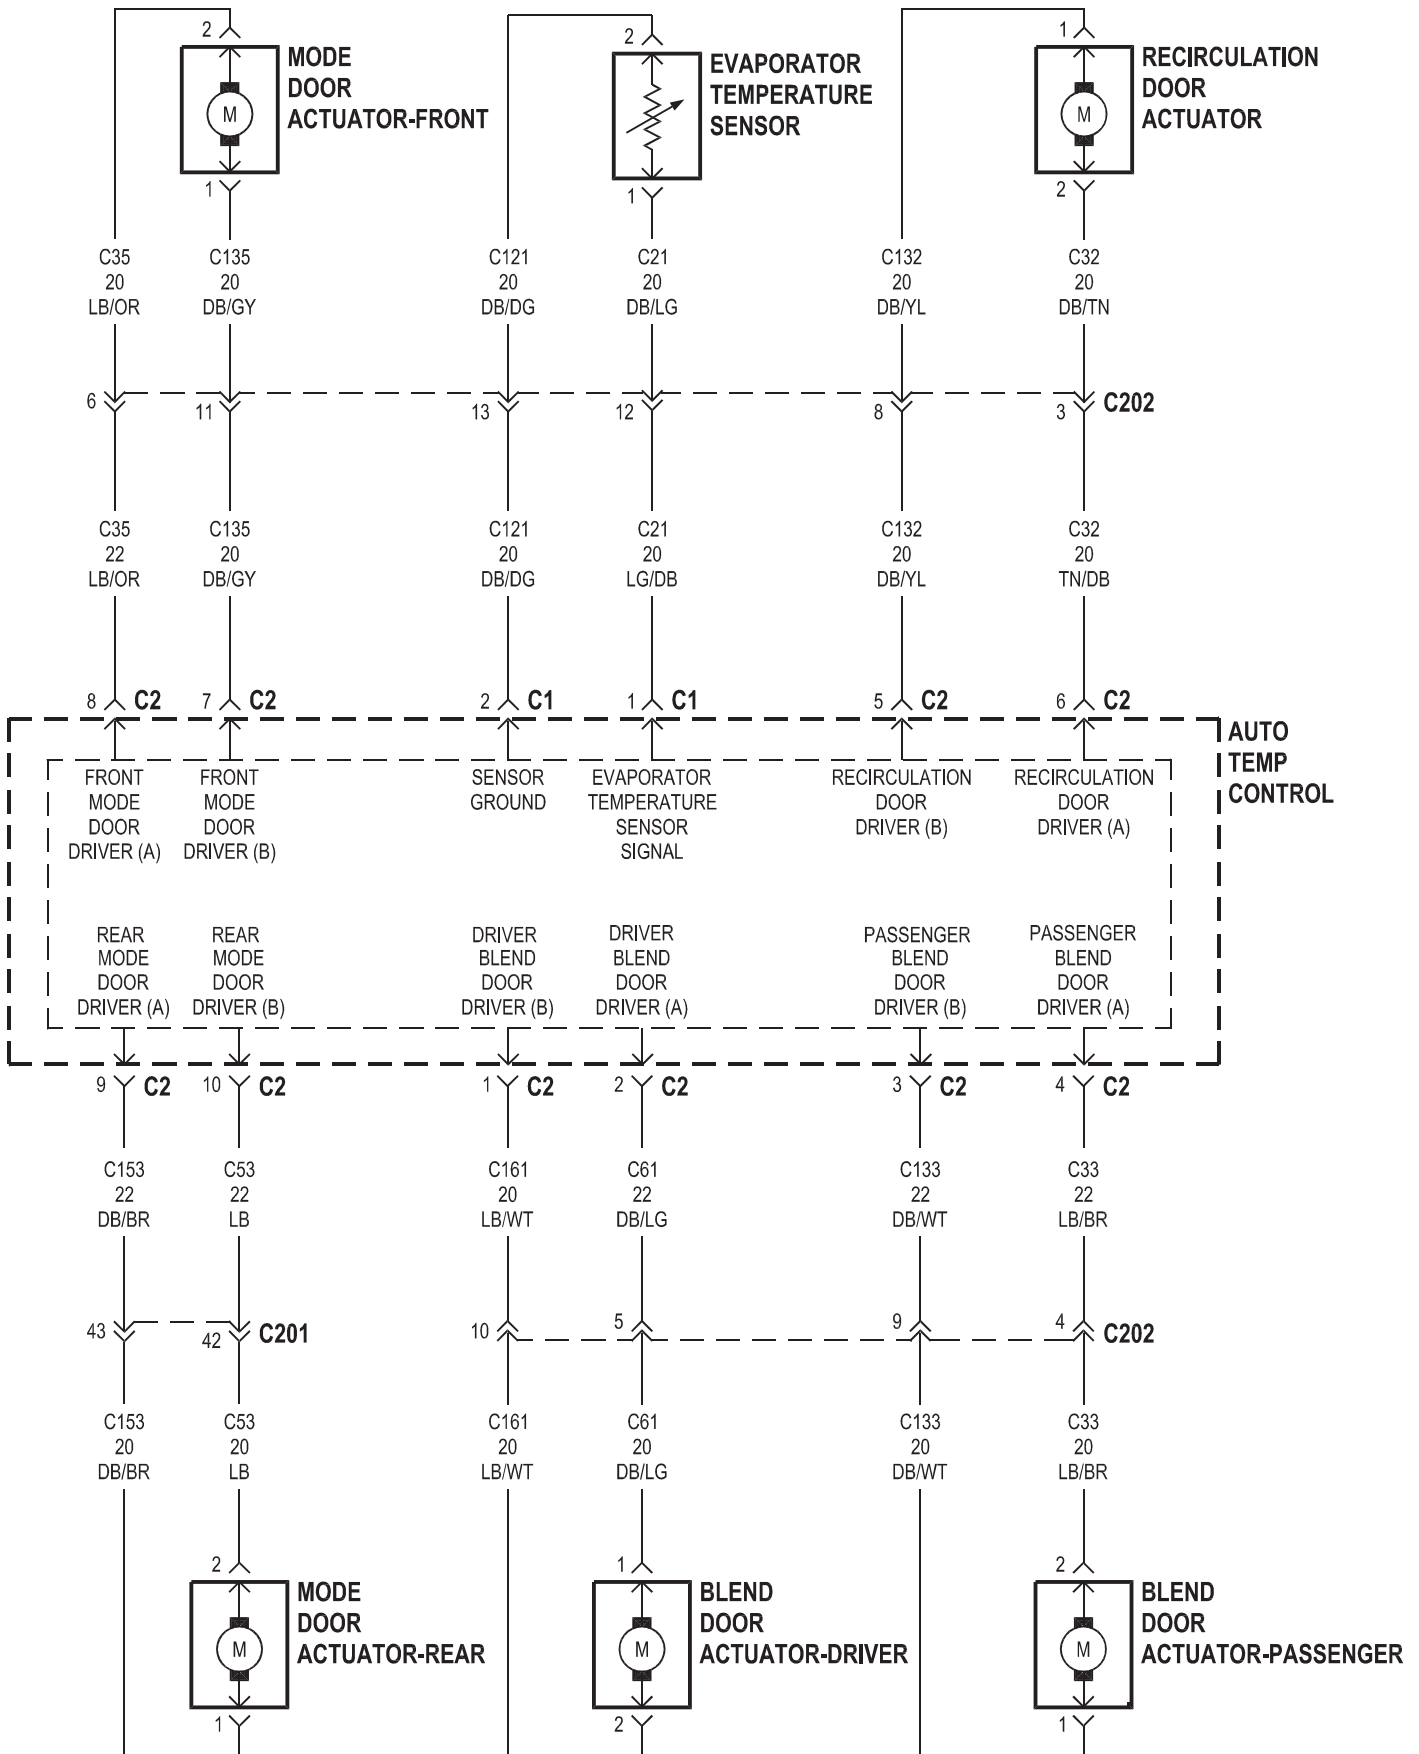 2
M
1
MODE
DOOR
ACTUATOR-FRONT
2
1
EVAPORATOR
TEMPERATURE
SENSOR
1
M
2
RECIRCULATION
DOOR
ACTUATOR
C35
20
LB/OR
C135
20
DB/GY
C121
20
DB/DG
C21
20
DB/LG
C132
20
DB/YL
C32
20
DB/TN
6
11
13
12
8
3
C202
C35
22
LB/OR
C135
20
DB/GY
C121
20
DB/DG
C21
20
LG/DB
C132
20
DB/YL
C32
20
TN/DB
8 C2
7 C2
2 C1
1 C1
5 C2
6 C2
AUTO
TEMP
CONTROL
FRONT
MODE
DOOR
DRIVER (A)
FRONT
MODE
DOOR
DRIVER (B)
SENSOR
GROUND
EVAPORATOR
TEMPERATURE
SENSOR
SIGNAL
RECIRCULATION
DOOR
DRIVER (B)
RECIRCULATION
DOOR
DRIVER (A)
REAR
MODE
DOOR
DRIVER (A)
REAR
MODE
DOOR
DRIVER (B)
DRIVER
BLEND
DOOR
DRIVER (B)
DRIVER
BLEND
DOOR
DRIVER (A)
PASSENGER
BLEND
DOOR
DRIVER (B)
PASSENGER
BLEND
DOOR
DRIVER (A)
9 C2
10 C2
1 C2
2 C2
3 C2
4 C2
C153
22
DB/BR
C53
22
LB
C161
20
LB/WT
C61
22
DB/LG
C133
22
DB/WT
C33
22
LB/BR
43
42
C201
10
5
9
4
C202
C153
20
DB/BR
C53
20
LB
C161
20
LB/WT
C61
20
DB/LG
C133
20
DB/WT
C33
20
LB/BR
2
M
1
MODE
DOOR
ACTUATOR-REAR
1
M
2
BLEND
DOOR
ACTUATOR-DRIVER
2
M
1
BLEND
DOOR
ACTUATOR-PASSENGER